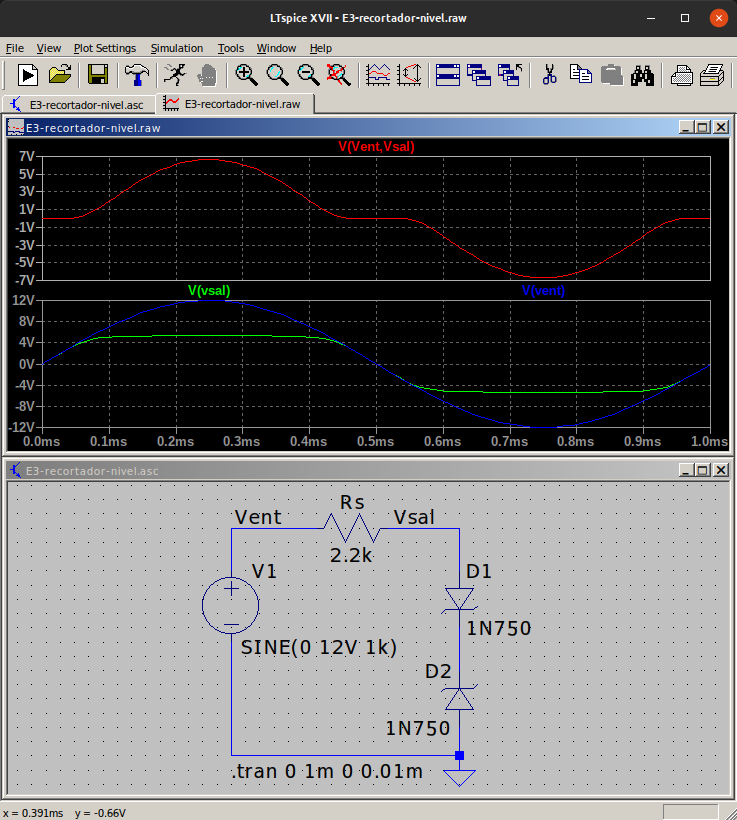 LTspice XVII - E3-recortador-nivel.raw
File View Plot Settings Simulation Tools Window Help
E3-recortador-nivel.asc E3-recortador-nivel.raw
E3-recortador-nivel.raw
V(Vent,Vsal)
7V
5V
3V
1V
-1V
-3V
-5V
-7V
V(vsal) V(vent)
12V
8V
4V
0V
-4V
-8V
-12V
0.0ms 0.1ms 0.2ms 0.3ms 0.4ms 0.5ms 0.6ms 0.7ms 0.8ms 0.9ms 1.0ms
E3-recortador-nivel.asc
Rs
Vent Vsal
2.2k
V1 D1
1N750
SINE(0 12V 1k)
D2
1N750
.tran 0 1m 0 0.01m
x = 0.391ms y = -0.66V